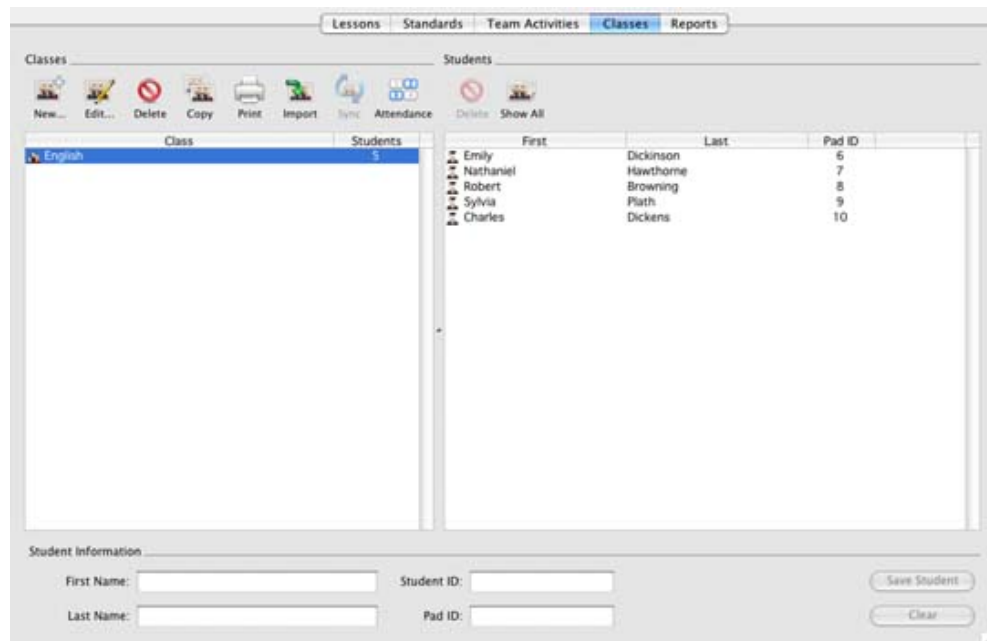 Lessons Standards Team Activities Classes Reports
Classes Students
New... Edit... Delete Copy Print Import Sync Attendance Delete Show All
Class Students First Last Pad ID
English 5 Emily Dickinson 6
Nathaniel Hawthorne 7
Robert Browning 8
Sylvia Plath 9
Charles Dickens 10
Student Information
First Name: Student ID: Save Student
Last Name: Pad ID: Clear